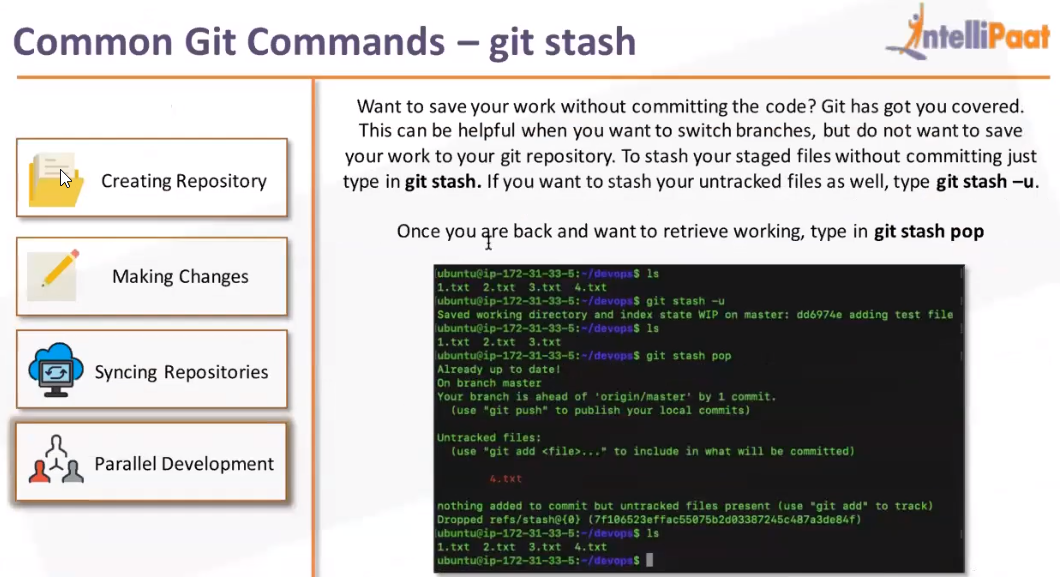 Common Git Commands – git stash
IntelliPaat
Creating Repository
Making Changes
Syncing Repositories
Parallel Development
Want to save your work without committing the code? Git has got you covered.
This can be helpful when you want to switch branches, but do not want to save
your work to your git repository. To stash your staged files without committing just
type in git stash. If you want to stash your untracked files as well, type git stash –u.
Once you are back and want to retrieve working, type in git stash pop
ubuntu@ip-172-31-33-5:~/devops$ ls
1.txt 2.txt 3.txt 4.txt
ubuntu@ip-172-31-33-5:~/devops$ git stash -u
Saved working directory and index state WIP on master: dd6974e adding test file
ubuntu@ip-172-31-33-5:~/devops$ ls
1.txt 2.txt 3.txt
ubuntu@ip-172-31-33-5:~/devops$ git stash pop
Already up to date!
On branch master
Your branch is ahead of 'origin/master' by 1 commit.
(use "git push" to publish your local commits)
Untracked files:
(use "git add <file>..." to include in what will be committed)
4.txt
nothing added to commit but untracked files present (use "git add" to track)
Dropped refs/stash@{0} (7f106523effac55075b2d03387245c487a3de84f)
ubuntu@ip-172-31-33-5:~/devops$ ls
1.txt 2.txt 3.txt 4.txt
ubuntu@ip-172-31-33-5:~/devops$